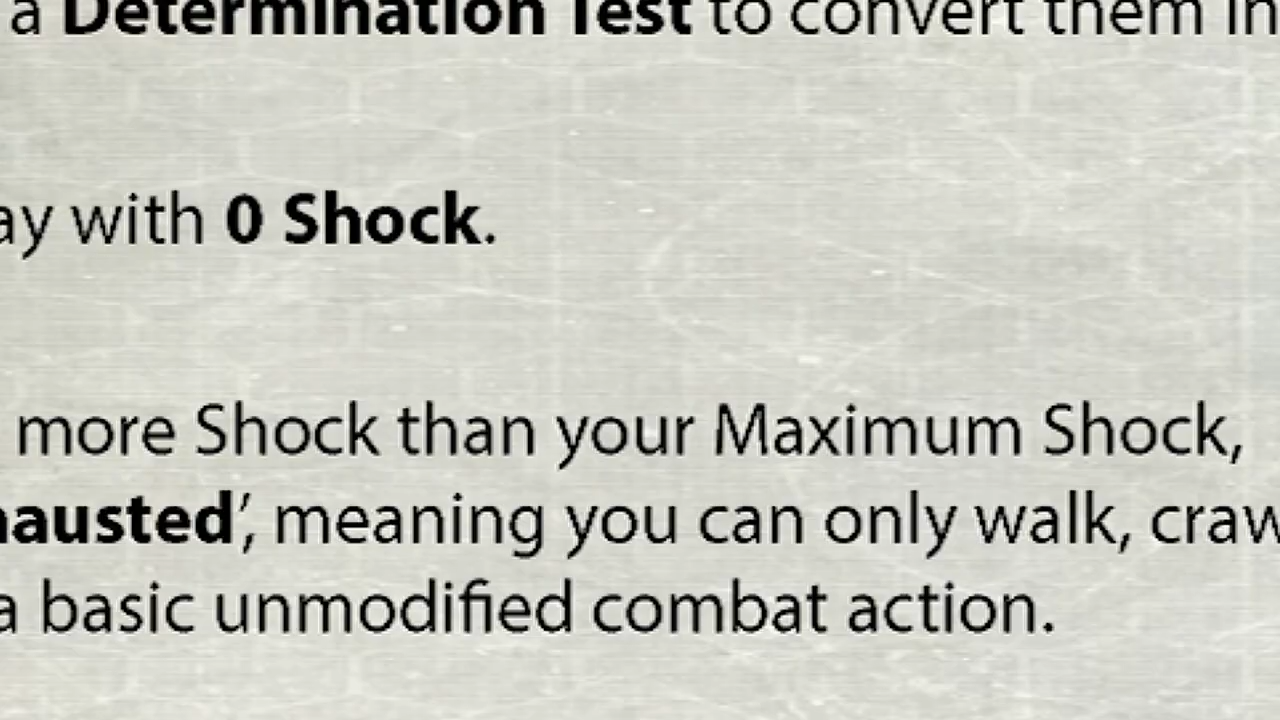 a Determination Test to convert them in
ay with 0 Shock.
more Shock than your Maximum Shock,
hausted’, meaning you can only walk, craw
a basic unmodified combat action.